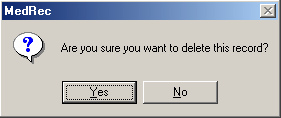 MedRec
Are you sure you want to delete this record?
Yes
No